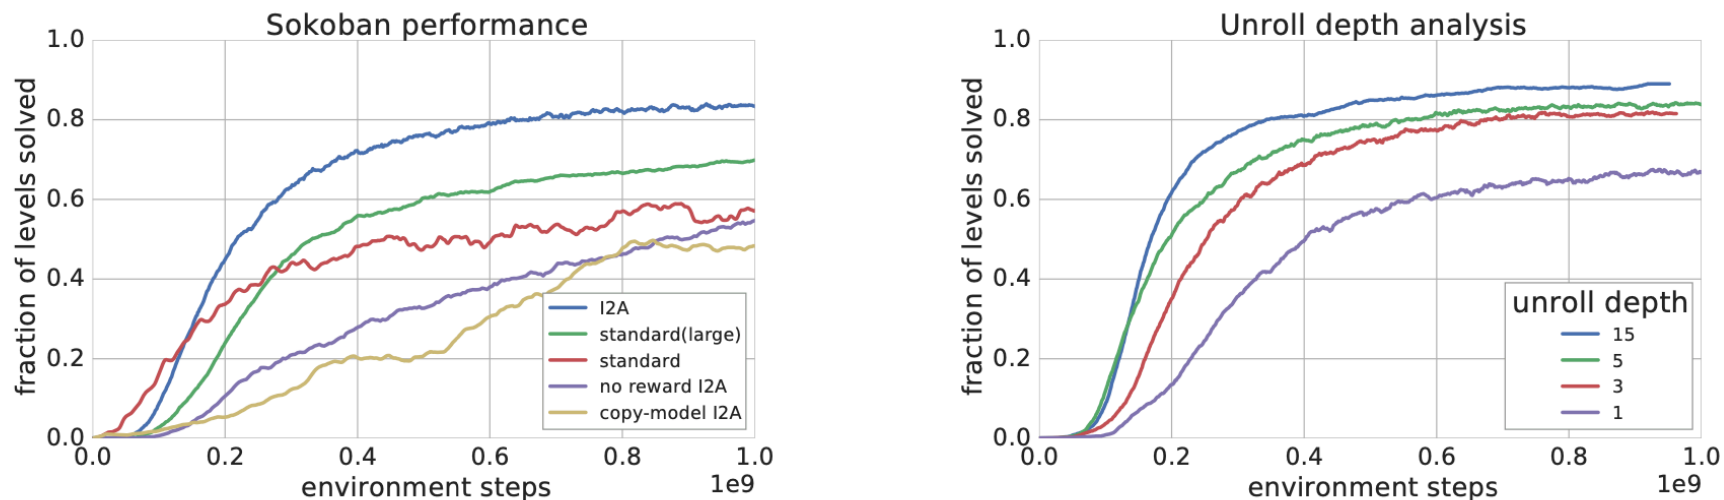 Sokoban performance
fraction of levels solved
1.0
0.8
0.6
0.4
0.2
0.0
0.0 0.2 0.4 0.6 0.8 1.0
1e9
environment steps
I2A
standard(large)
standard
no reward I2A
copy-model I2A
Unroll depth analysis
fraction of levels solved
1.0
0.8
0.6
0.4
0.2
0.0
0.0 0.2 0.4 0.6 0.8 1.0
1e9
environment steps
unroll depth
15
5
3
1